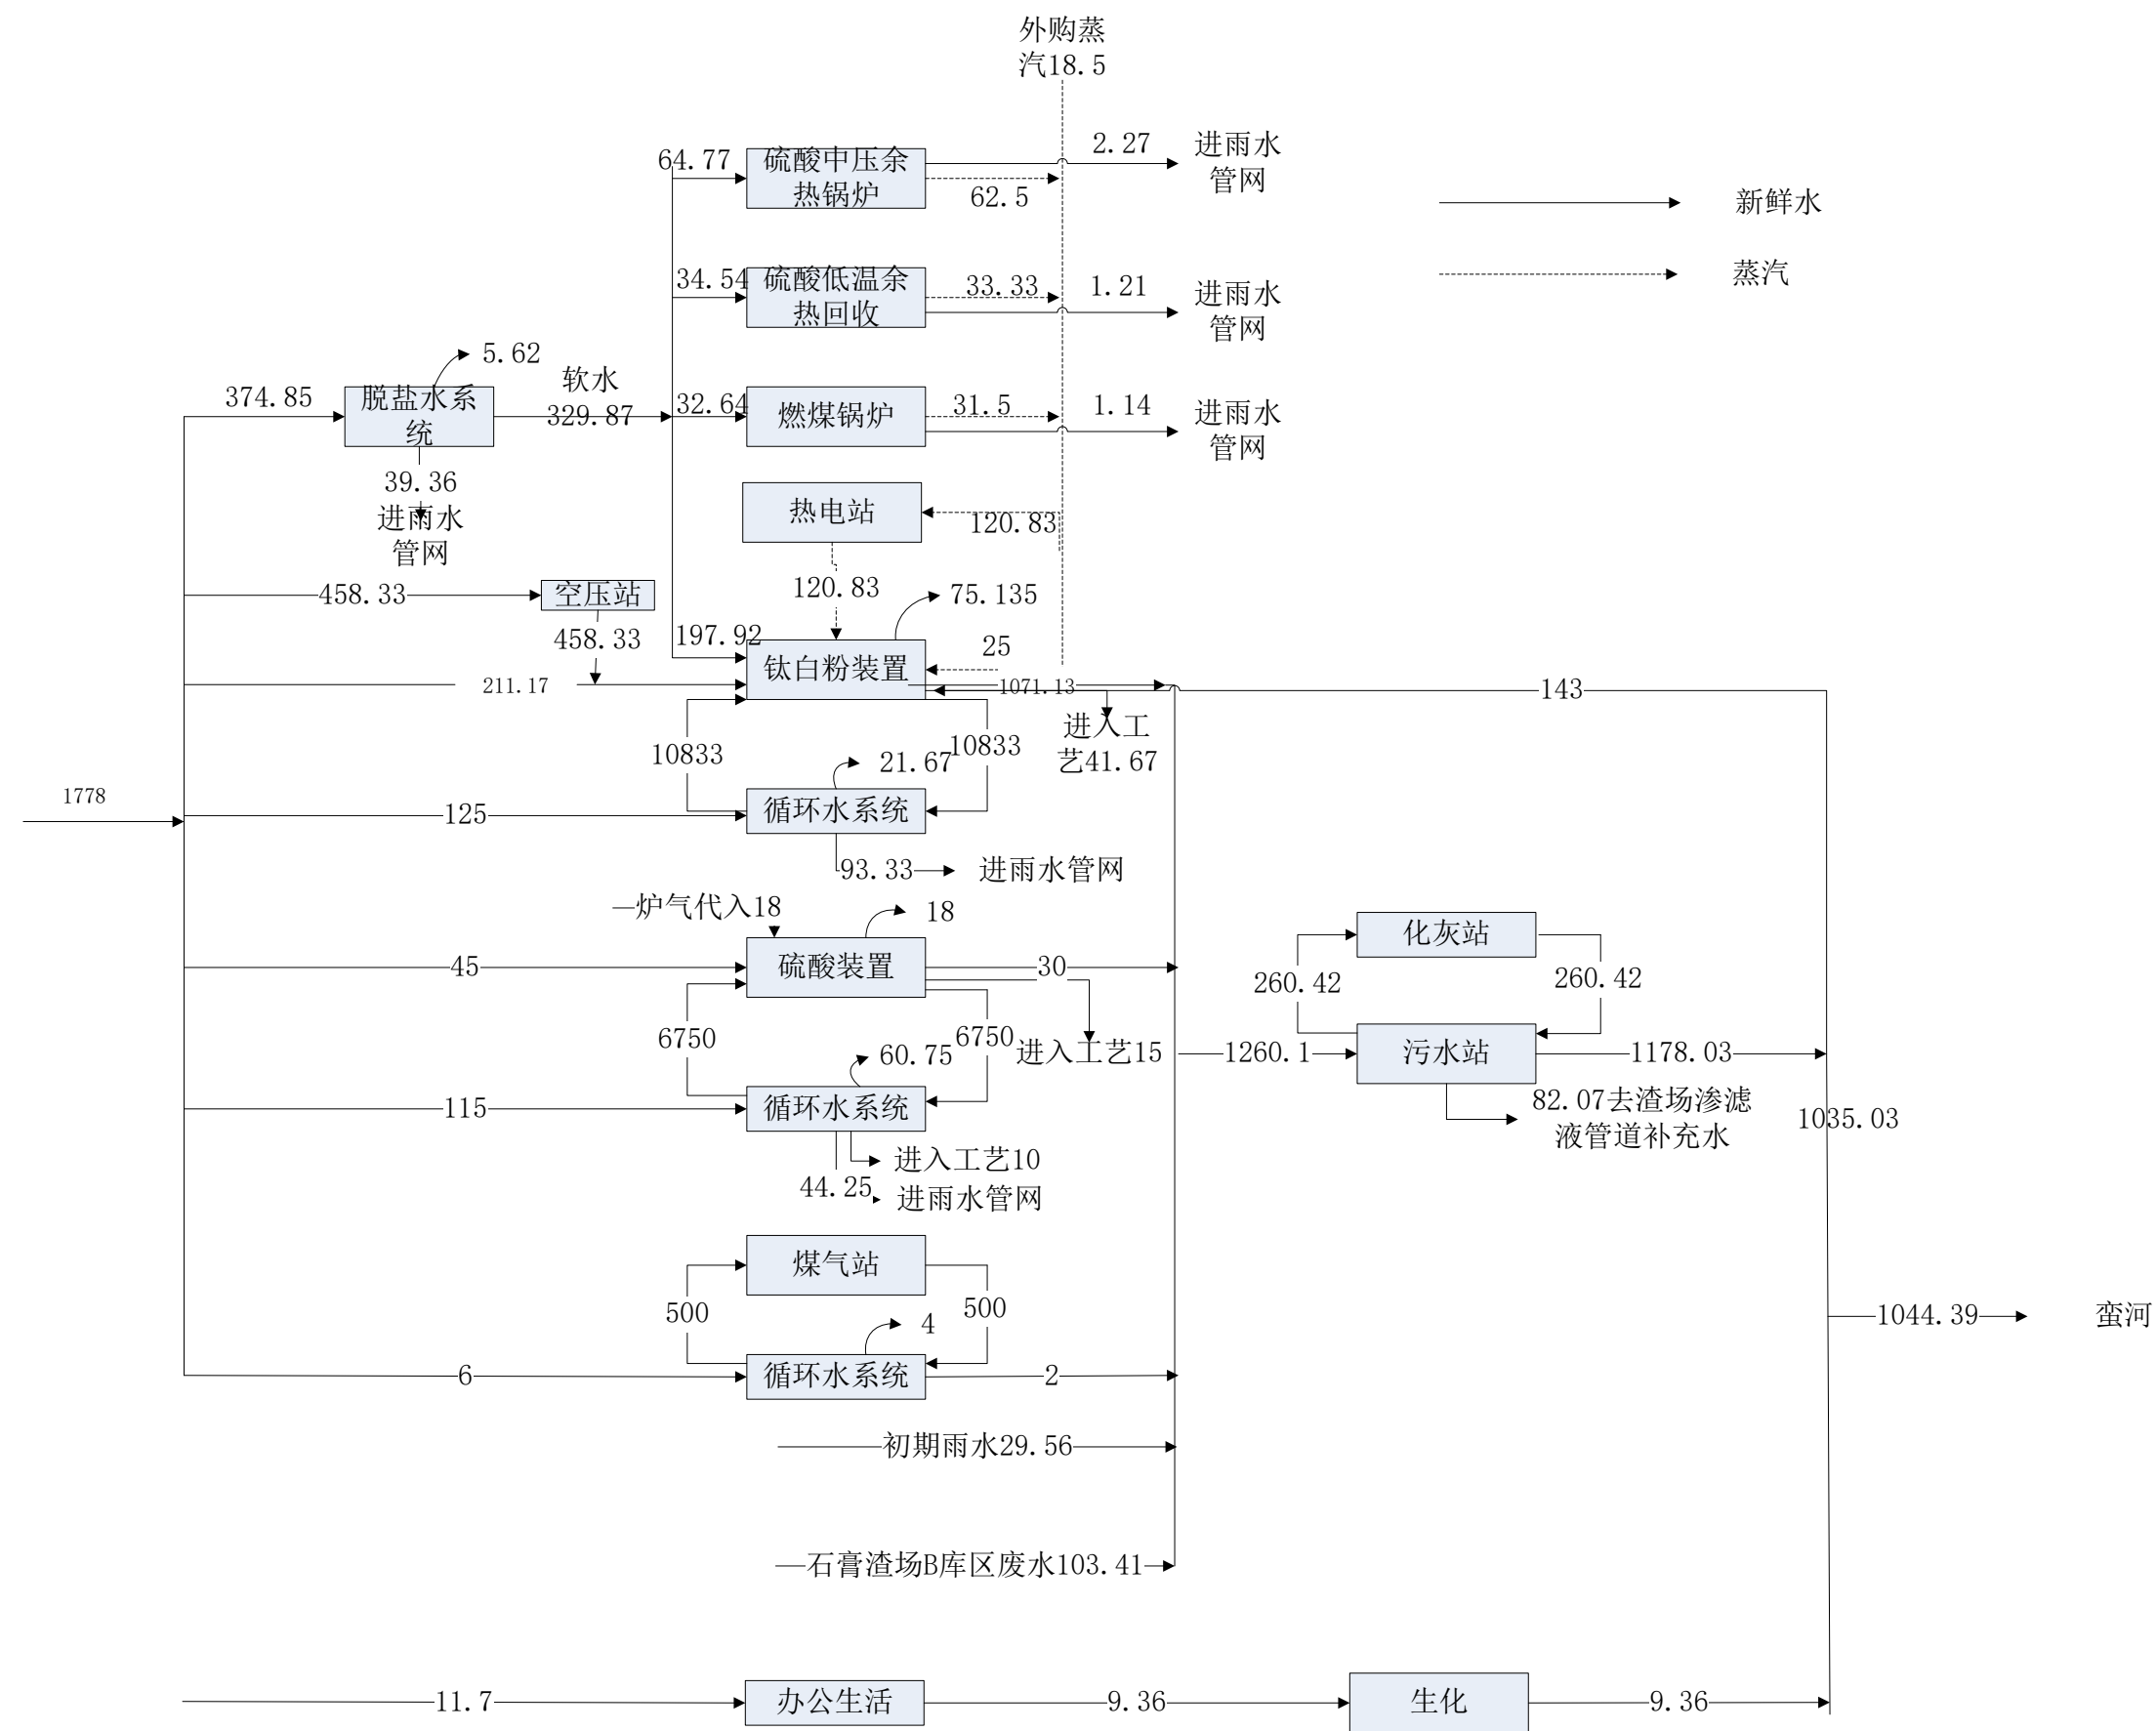 外购蒸
汽18.5
64.77
硫酸中压余
热锅炉
2.27
62.5
进雨水
管网
新鲜水
蒸汽
34.54
硫酸低温余
热回收
33.33
1.21
进雨水
管网
374.85
脱盐水系
统
5.62
软水
329.87
32.64
燃煤锅炉
31.5
1.14
进雨水
管网
39.36
进雨水
管网
热电站
120.83
120.83
458.33
空压站
458.33
75.135
197.92
钛白粉装置
25
211.17
1071.13
143
进入工
艺41.67
10833
10833
21.67
1778
125
循环水系统
93.33
进雨水管网
炉气代入18
18
45
硫酸装置
30
化灰站
260.42
260.42
6750
6750
进入工艺15
1260.1
污水站
1178.03
60.75
115
循环水系统
82.07去渣场渗滤
液管道补充水
1035.03
进入工艺10
44.25
进雨水管网
煤气站
500
500
4
1044.39
蛮河
6
循环水系统
2
初期雨水29.56
石膏渣场B库区废水103.41
11.7
办公生活
9.36
生化
9.36